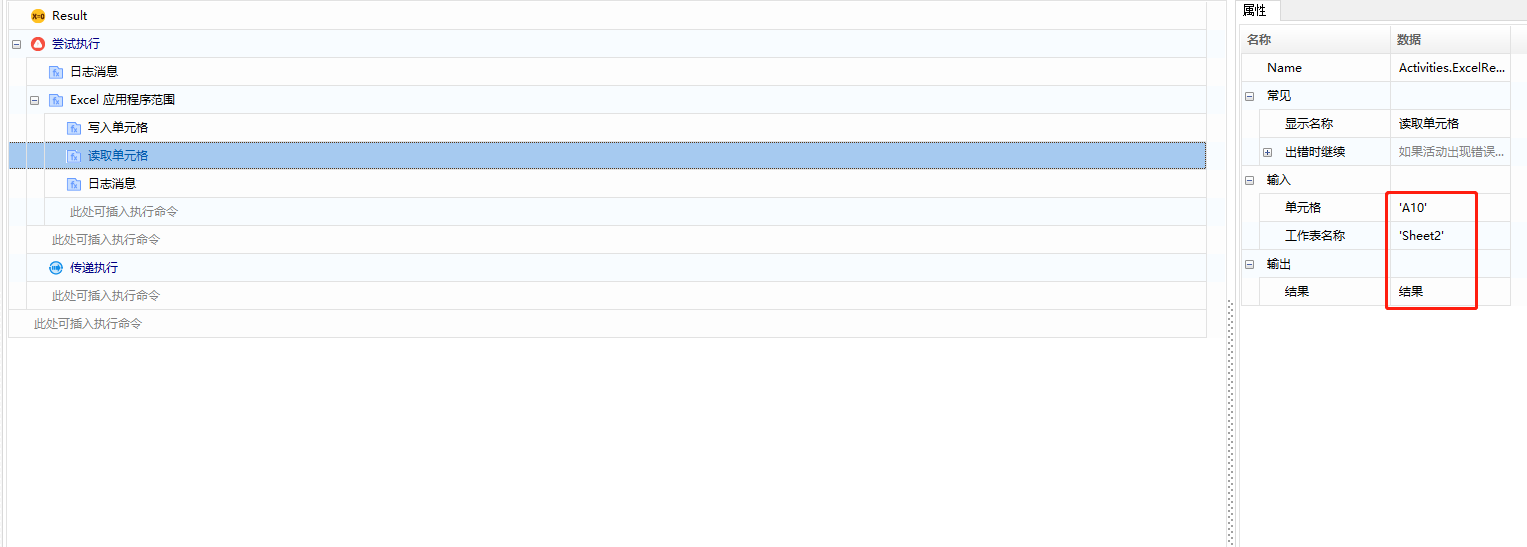 Result
尝试执行
日志消息
Excel 应用程序范围
写入单元格
读取单元格
日志消息
此处可插入执行命令
此处可插入执行命令
传递执行
此处可插入执行命令
此处可插入执行命令
属性
名称 数据
Name Activities.ExcelRe...
常见
显示名称 读取单元格
出错时继续 如果活动出现错误...
输入
单元格 'A10'
工作表名称 'Sheet2'
输出
结果 结果